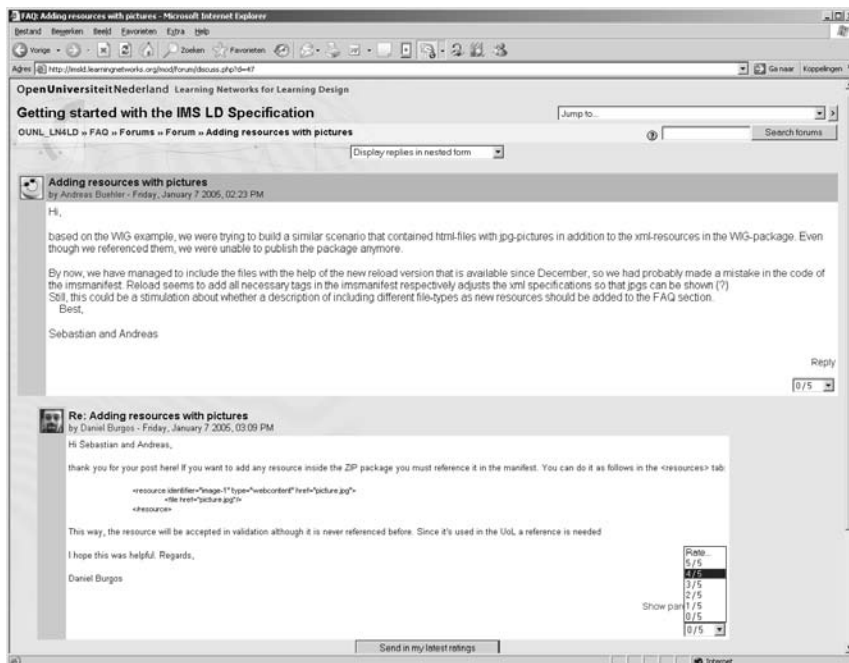 FAQ: Adding resources with pictures - Microsoft Internet Explorer
Bestand Bewerken Beeld Favorieten Extra Help
Vorige Zoeken Favorieten
Adres http://imsld.learningnetworks.org/mod/forum/discuss.php?d=47 Ga naar Koppelingen
OpenUniversiteitNederland Learning Networks for Learning Design
Getting started with the IMS LD Specification Jump to...
OUNL_LN4LD » FAQ » Forums » Forum » Adding resources with pictures Search forums
Display replies in nested form
Adding resources with pictures
by Andreas Buehler - Friday, January 7 2005, 02:23 PM
Hi,
based on the WIG example, we were trying to build a similar scenario that contained html-files with jpg-pictures in addition to the xml-resources in the WIG-package. Even
though we referenced them, we were unable to publish the package anymore.
By now, we have managed to include the files with the help of the new reload version that is available since December, so we had probably made a mistake in the code of
the imsmanifest. Reload seems to add all necessary tags in the imsmanifest respectively adjusts the xml specifications so that jpgs can be shown (?)
Still, this could be a stimulation about whether a description of including different file-types as new resources should be added to the FAQ section.
Best,
Sebastian and Andreas
Reply
0/5
Re: Adding resources with pictures
by Daniel Burgos - Friday, January 7 2005, 03:09 PM
Hi Sebastian and Andreas,
thank you for your post here! If you want to add any resource inside the ZIP package you must reference it in the manifest. You can do it as follows in the <resources> tab:
<resource identifier="image-1" type="webcontent" href="picture.jpg">
<file href="picture.jpg"/>
</resource>
This way, the resource will be accepted in validation although it is never referenced before. Since it's used in the UoL a reference is needed
I hope this was helpful. Regards,
Daniel Burgos
Rate...
5/5
4/5
3/5
2/5
Show par 1/5
0/5
0/5
Send in my latest ratings
Internet